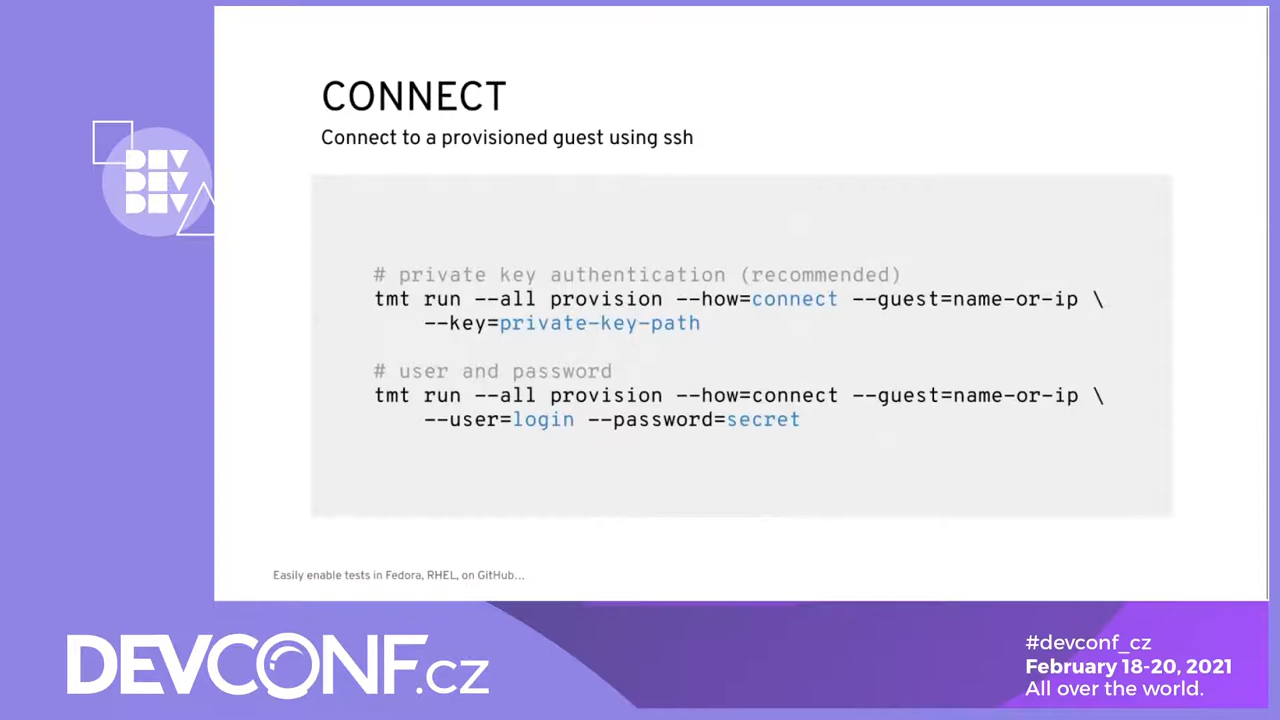 CONNECT
Connect to a provisioned guest using ssh
DEV
DEV
DEV
# private key authentication (recommended)
tmt run --all provision --how=connect --guest=name-or-ip \
--key=private-key-path
# user and password
tmt run --all provision --how=connect --guest=name-or-ip \
--user=login --password=secret
Easily enable tests in Fedora, RHEL, on GitHub...
DEVCONF.cz
#devconf_cz
February 18-20, 2021
All over the world.